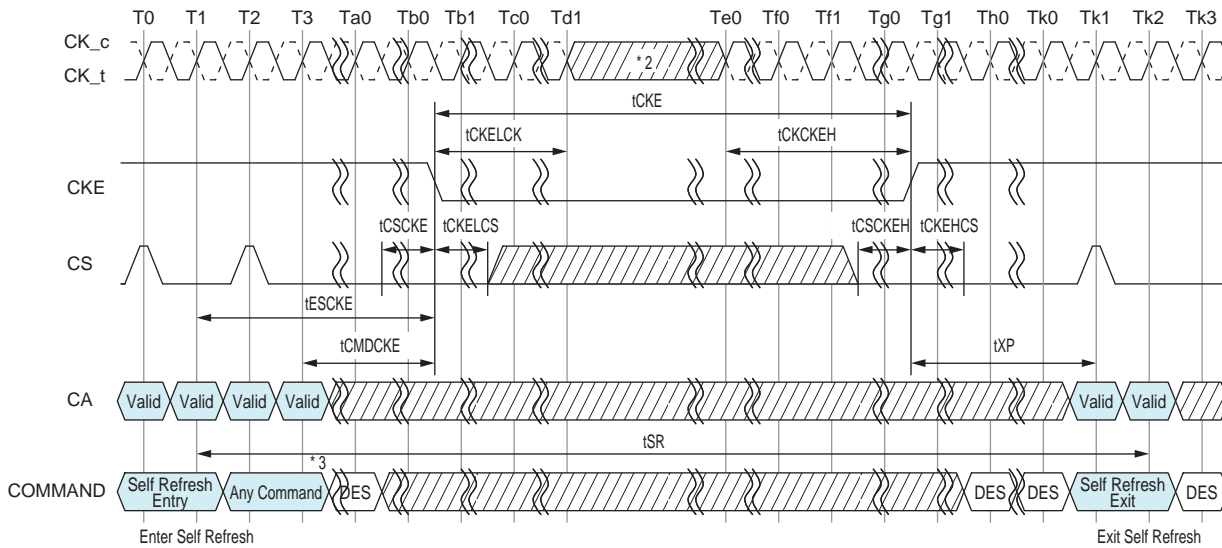 T0 T1 T2 T3 Ta0 Tb0 Tb1 Tc0 Td1 Te0 Tf0 Tf1 Tg0 Tg1 Th0 Tk0 Tk1 Tk2 Tk3
CK_c
CK_t
* 2
tCKE
tCKELCK tCKCKEH
CKE
tCSCKE tCKELCS tCSCKEH tCKEHCS
CS
tESCKE
tCMDCKE tXP
CA Valid Valid Valid Valid Valid Valid
tSR
* 3
COMMAND Self Refresh Entry Any Command DES DES DES Self Refresh Exit DES
Enter Self Refresh Exit Self Refresh